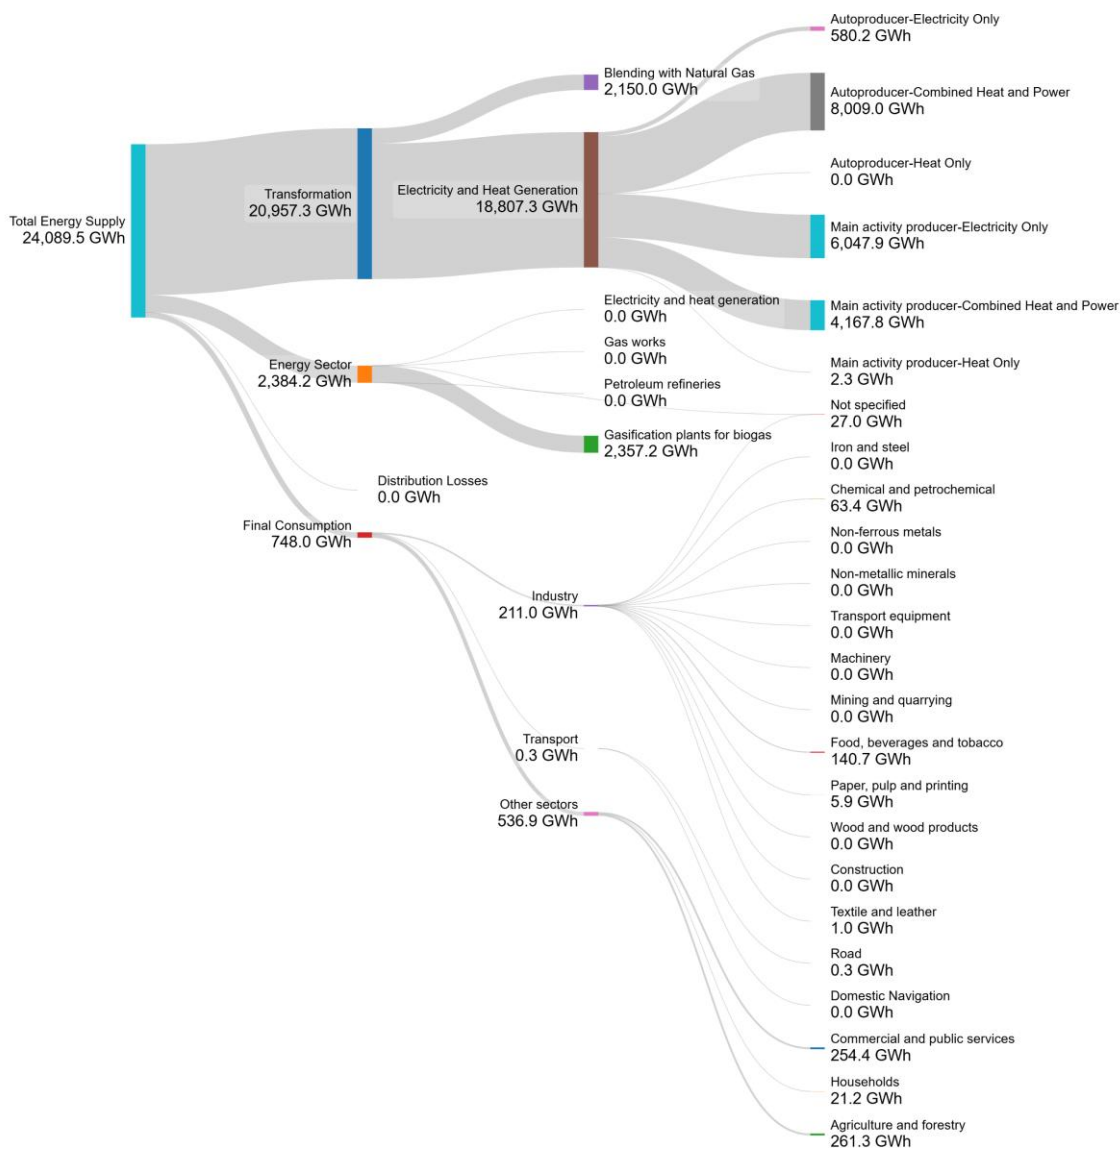 Total Energy Supply
24,089.5 GWh
Transformation
20,957.3 GWh
Energy Sector
2,384.2 GWh
Distribution Losses
0.0 GWh
Final Consumption
748.0 GWh
Blending with Natural Gas
2,150.0 GWh
Electricity and Heat Generation
18,807.3 GWh
Electricity and heat generation
0.0 GWh
Gas works
0.0 GWh
Petroleum refineries
0.0 GWh
Gasification plants for biogas
2,357.2 GWh
Industry
211.0 GWh
Transport
0.3 GWh
Other sectors
536.9 GWh
Autoproducer-Electricity Only
580.2 GWh
Autoproducer-Combined Heat and Power
8,009.0 GWh
Autoproducer-Heat Only
0.0 GWh
Main activity producer-Electricity Only
6,047.9 GWh
Main activity producer-Combined Heat and Power
4,167.8 GWh
Main activity producer-Heat Only
2.3 GWh
Not specified
27.0 GWh
Iron and steel
0.0 GWh
Chemical and petrochemical
63.4 GWh
Non-ferrous metals
0.0 GWh
Non-metallic minerals
0.0 GWh
Transport equipment
0.0 GWh
Machinery
0.0 GWh
Mining and quarrying
0.0 GWh
Food, beverages and tobacco
140.7 GWh
Paper, pulp and printing
5.9 GWh
Wood and wood products
0.0 GWh
Construction
0.0 GWh
Textile and leather
1.0 GWh
Road
0.3 GWh
Domestic Navigation
0.0 GWh
Commercial and public services
254.4 GWh
Households
21.2 GWh
Agriculture and forestry
261.3 GWh